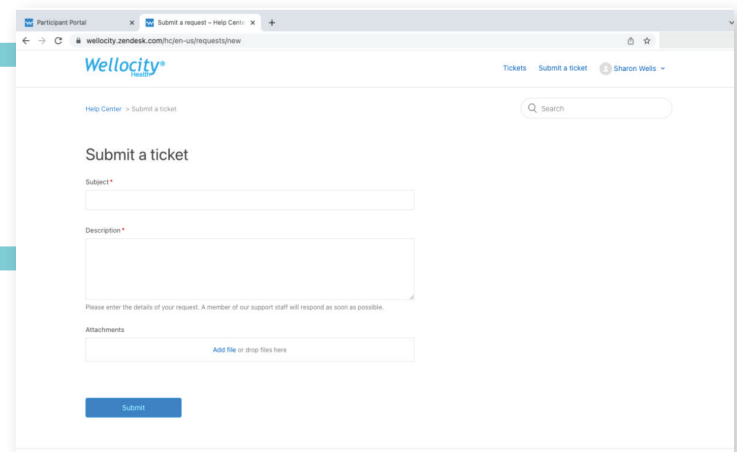 Participant Portal
Submit a request – Help Cente
wellocity.zendesk.com/hc/en-us/requests/new
Wellocity®
Health
Tickets Submit a ticket Sharon Wells
Help Center > Submit a ticket
Search
Submit a ticket
Subject*
Description*
Please enter the details of your request. A member of our support staff will respond as soon as possible.
Attachments
Add file or drop files here
Submit